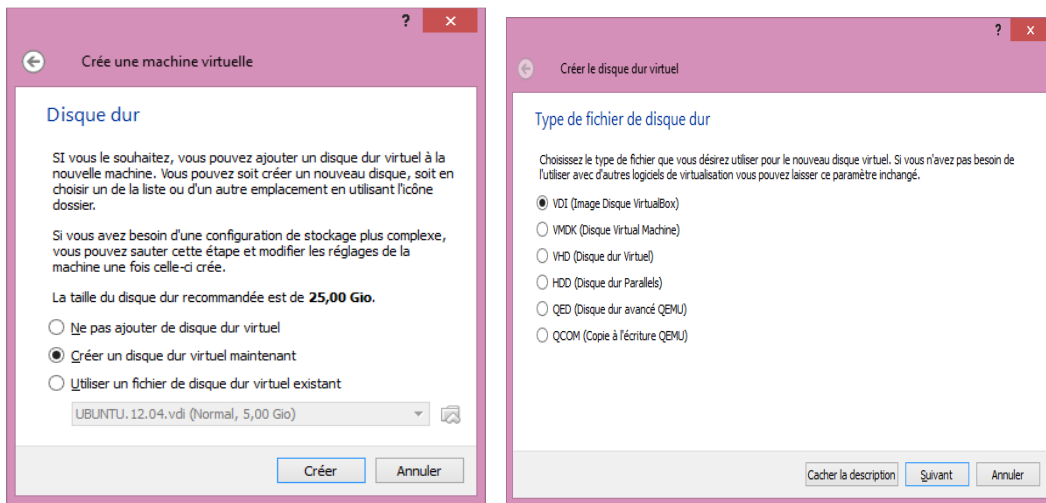 ?
Crée une machine virtuelle
Disque dur
SI vous le souhaitez, vous pouvez ajouter un disque dur virtuel à la
nouvelle machine. Vous pouvez soit créer un nouveau disque, soit en
choisir un de la liste ou d'un autre emplacement en utilisant l'icône
dossier.
Si vous avez besoin d'une configuration de stockage plus complexe,
vous pouvez sauter cette étape et modifier les réglages de la
machine une fois celle-ci crée.
La taille du disque dur recommandée est de 25,00 Gio.
Ne pas ajouter de disque dur virtuel
Créer un disque dur virtuel maintenant
Utiliser un fichier de disque dur virtuel existant
UBUNTU.12.04.vdi (Normal, 5,00 Gio)
Créer
Annuler
?
Créer le disque dur virtuel
Type de fichier de disque dur
Choisissez le type de fichier que vous désirez utiliser pour le nouveau disque virtuel. Si vous n'avez pas besoin de
l'utiliser avec d'autres logiciels de virtualisation vous pouvez laisser ce paramètre inchangé.
VDI (Image Disque VirtualBox)
VMDK (Disque Virtual Machine)
VHD (Disque dur Virtuel)
HDD (Disque dur Parallels)
QED (Disque dur avancé QEMU)
QCOM (Copie à l'écriture QEMU)
Cacher la description
Suivant
Annuler